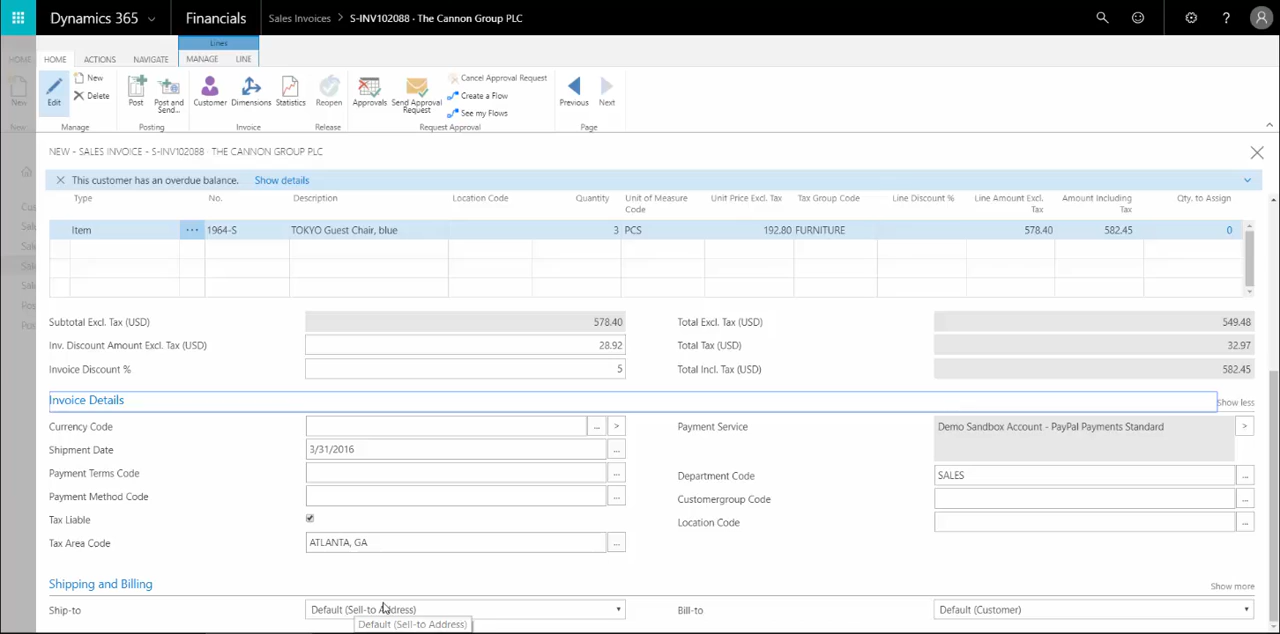 Dynamics 365 Financials Sales Invoices > S-INV102088 · The Cannon Group PLC ?
Lines
HOME HOME ACTIONS NAVIGATE MANAGE LINE
New Edit New Delete Post Post and Send... Customer Dimensions Statistics Reopen Approvals Send Approval Request Cancel Approval Request Create a Flow See my Flows Previous Next
New Manage Posting Invoice Release Request Approval Page
NEW - SALES INVOICE - S-INV102088 · THE CANNON GROUP PLC
This customer has an overdue balance. Show details
Type No. Description Location Code Quantity Unit of Measure Code Unit Price Excl. Tax Tax Group Code Line Discount % Line Amount Excl. Tax Amount Including Tax Qty. to Assign
Item ... 1964-S TOKYO Guest Chair, blue 3 PCS 192.80 FURNITURE 578.40 582.45 0
Subtotal Excl. Tax (USD) 578.40 Total Excl. Tax (USD) 549.48
Inv. Discount Amount Excl. Tax (USD) 28.92 Total Tax (USD) 32.97
Invoice Discount % 5 Total Incl. Tax (USD) 582.45
Invoice Details Show less
Currency Code ... > Payment Service Demo Sandbox Account - PayPal Payments Standard >
Shipment Date 3/31/2016 ...
Payment Terms Code ... Department Code SALES ...
Payment Method Code ... Customergroup Code ...
Tax Liable Location Code ...
Tax Area Code ATLANTA, GA ...
Shipping and Billing Show more
Ship-to Default (Sell-to Address) Bill-to Default (Customer)
Default (Sell-to Address)